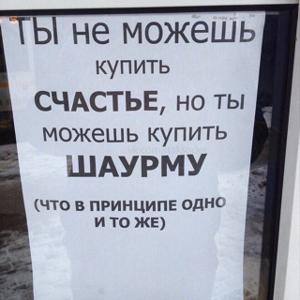 ТЫ не можешь
купить
СЧАСТЬЕ, но ты
можешь купить
ШАУРМУ
(ЧТО В ПРИНЦИПЕ ОДНО
И ТО ЖЕ)